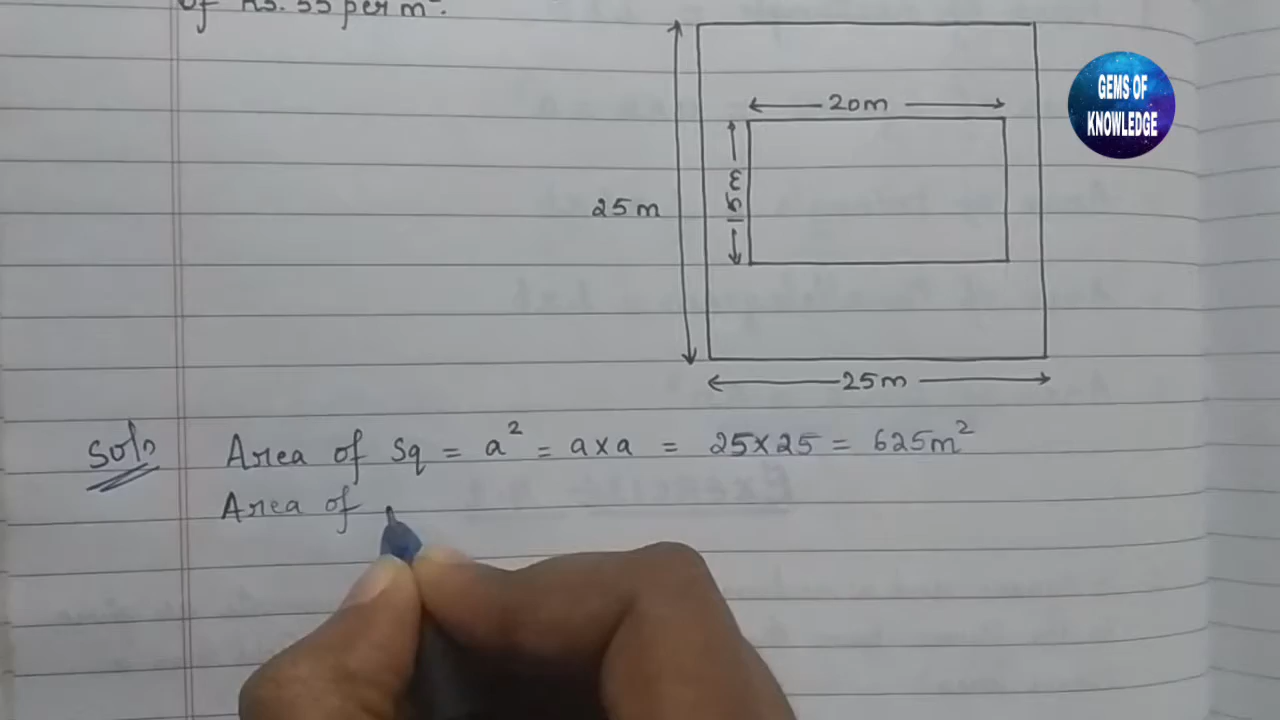 of Rs. 55 per m².
GEMS OF
KNOWLEDGE
20m
15m
25m
25m
Soln Area of Sq = a² = a×a = 25×25 = 625m²
Area of